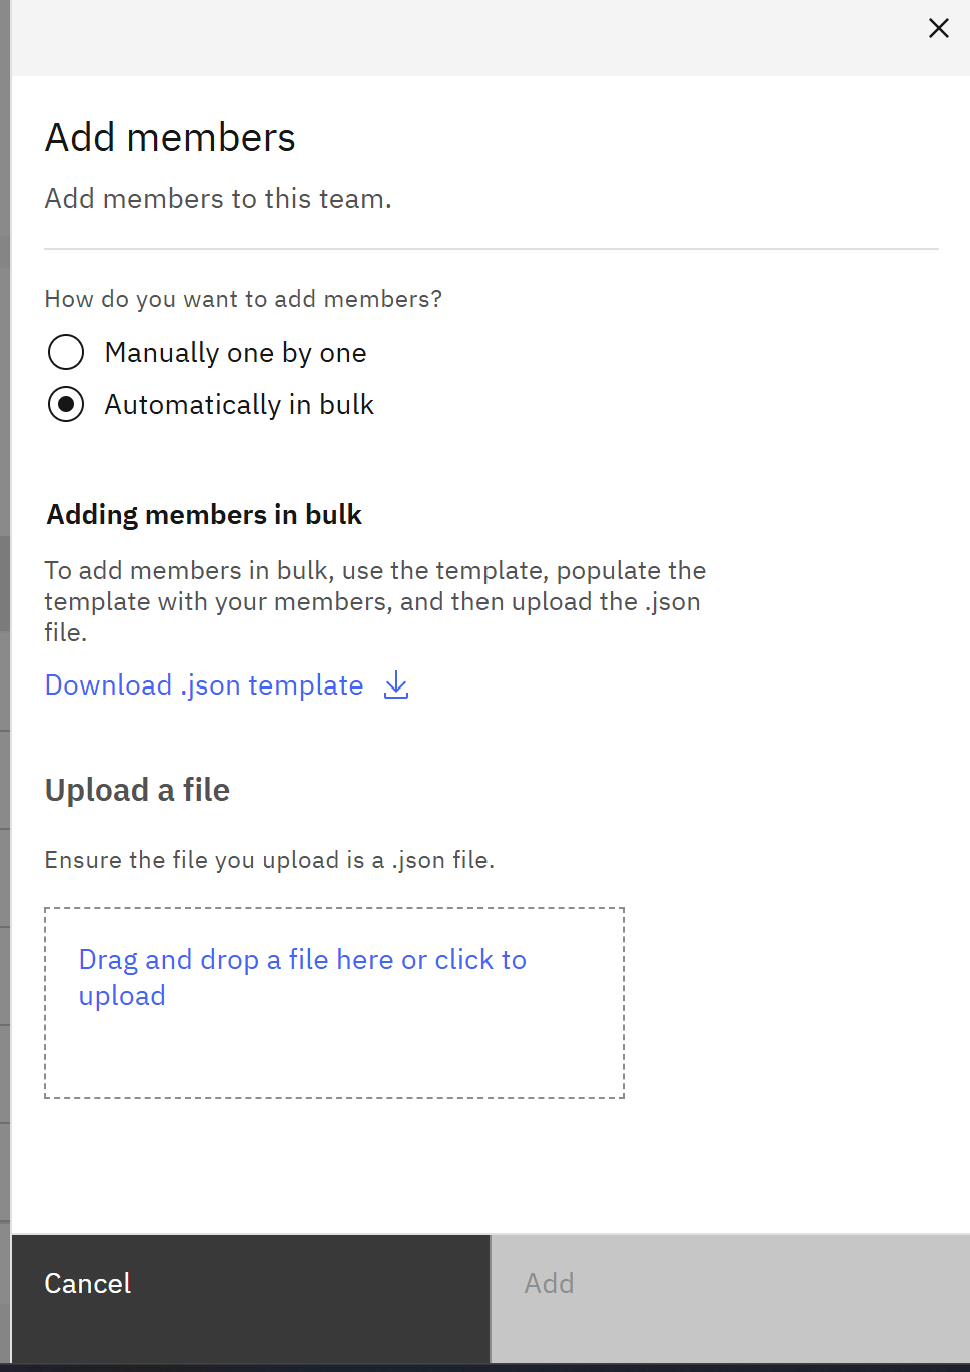 Add members
Add members to this team.
How do you want to add members?
Manually one by one
Automatically in bulk
Adding members in bulk
To add members in bulk, use the template, populate the
template with your members, and then upload the .json
file.
Download .json template
Upload a file
Ensure the file you upload is a .json file.
Drag and drop a file here or click to
upload
Cancel
Add